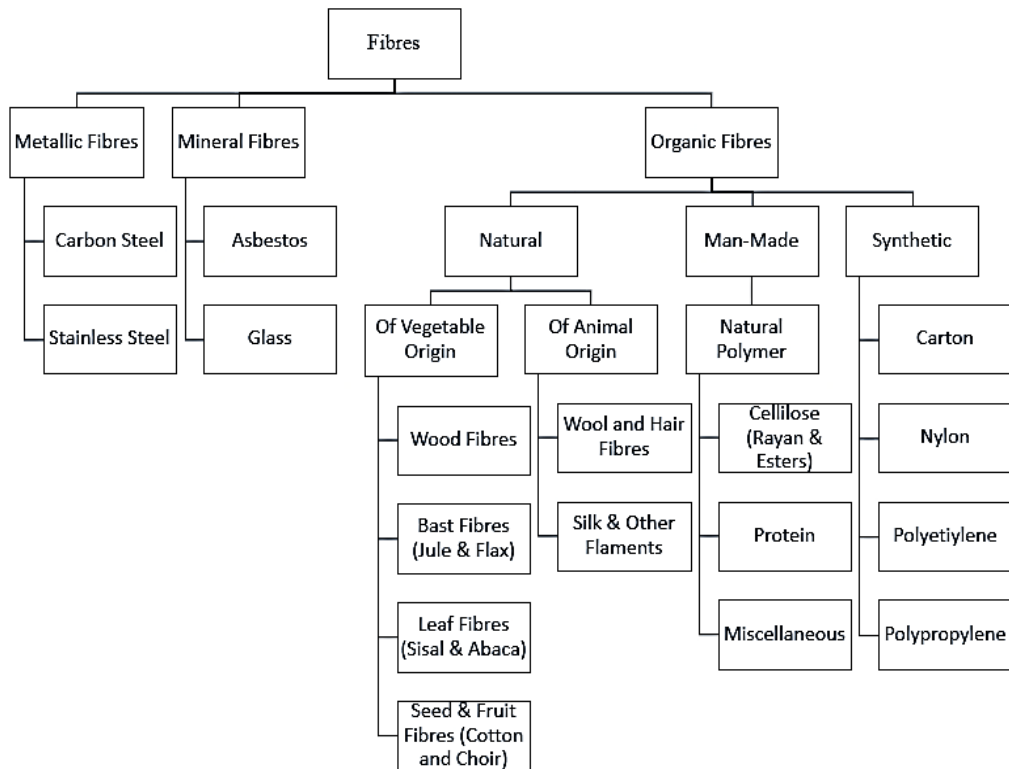 Fibres
Metallic Fibres
Mineral Fibres
Organic Fibres
Carbon Steel
Asbestos
Natural
Man-Made
Synthetic
Stainless Steel
Glass
Of Vegetable
Origin
Of Animal
Origin
Natural
Polymer
Carton
Wood Fibres
Wool and Hair
Fibres
Cellilose
(Rayan &
Esters)
Nylon
Bast Fibres
(Jule & Flax)
Silk & Other
Flaments
Protein
Polyetiylene
Leaf Fibres
(Sisal & Abaca)
Miscellaneous
Polypropylene
Seed & Fruit
Fibres (Cotton
and Choir)